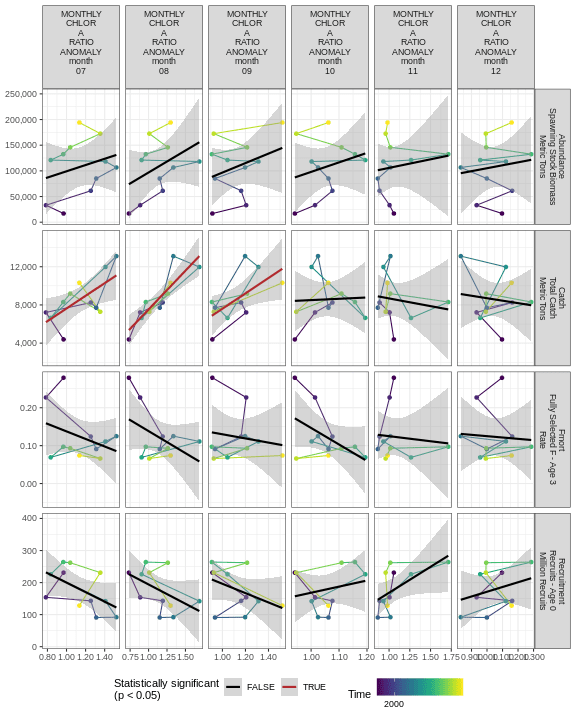 MONTHLY MONTHLY MONTHLY MONTHLY MONTHLY MONTHLY
CHLOR CHLOR CHLOR CHLOR CHLOR CHLOR
A A A A A A
RATIO RATIO RATIO RATIO RATIO RATIO
ANOMALY ANOMALY ANOMALY ANOMALY ANOMALY ANOMALY
month month month month month month
07 08 09 10 11 12
250,000
200,000
150,000
100,000
50,000
0
Abundance
Spawning Stock Biomass
Metric Tons
12,000
8,000
4,000
Catch
Total Catch
Metric Tons
0.20
0.10
0.00
Fmort
Fully Selected F - Age 3
Rate
400
300
200
100
0
Recruitment
Recruits - Age 0
Million Recruits
0.80 1.00 1.20 1.40 0.75 1.00 1.25 1.50 1.00 1.20 1.40 1.00 1.10 1.20 1.00 1.25 1.50 1.75 0.900 1.000 1.100 1.200 1.300
Statistically significant
(p < 0.05)
FALSE TRUE
Time
2000